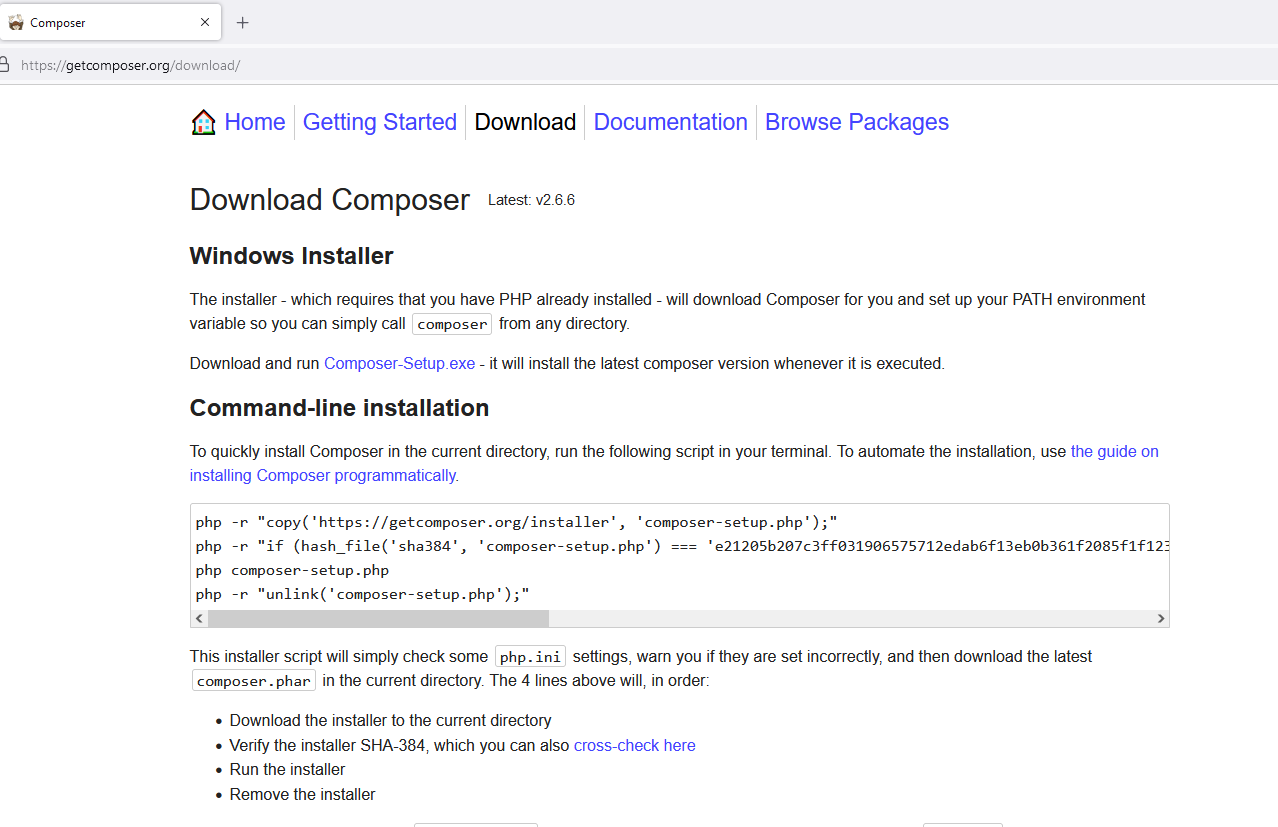 Composer
https://getcomposer.org/download/
Home Getting Started Download Documentation Browse Packages
Download Composer Latest: v2.6.6
Windows Installer
The installer - which requires that you have PHP already installed - will download Composer for you and set up your PATH environment
variable so you can simply call composer from any directory.
Download and run Composer-Setup.exe - it will install the latest composer version whenever it is executed.
Command-line installation
To quickly install Composer in the current directory, run the following script in your terminal. To automate the installation, use the guide on
installing Composer programmatically.
php -r "copy('https://getcomposer.org/installer', 'composer-setup.php');"
php -r "if (hash_file('sha384', 'composer-setup.php') === 'e21205b207c3ff031906575712edab6f13eb0b361f2085f1f123
php composer-setup.php
php -r "unlink('composer-setup.php');"
This installer script will simply check some php.ini settings, warn you if they are set incorrectly, and then download the latest
composer.phar in the current directory. The 4 lines above will, in order:
• Download the installer to the current directory
• Verify the installer SHA-384, which you can also cross-check here
• Run the installer
• Remove the installer